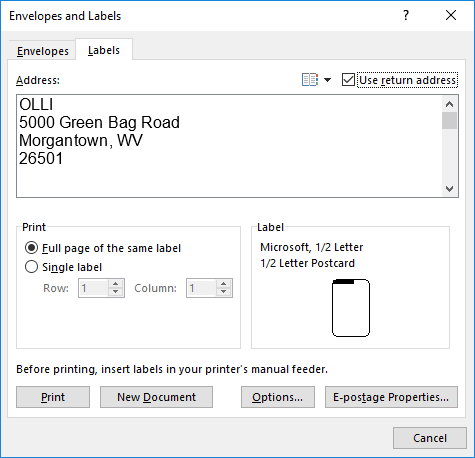 Envelopes and Labels
?
Envelopes
Labels
Address:
Use return address
OLLI
5000 Green Bag Road
Morgantown, WV
26501
Print
Full page of the same label
Single label
Row: 1 Column: 1
Label
Microsoft, 1/2 Letter
1/2 Letter Postcard
Before printing, insert labels in your printer's manual feeder.
Print
New Document
Options...
E-postage Properties...
Cancel